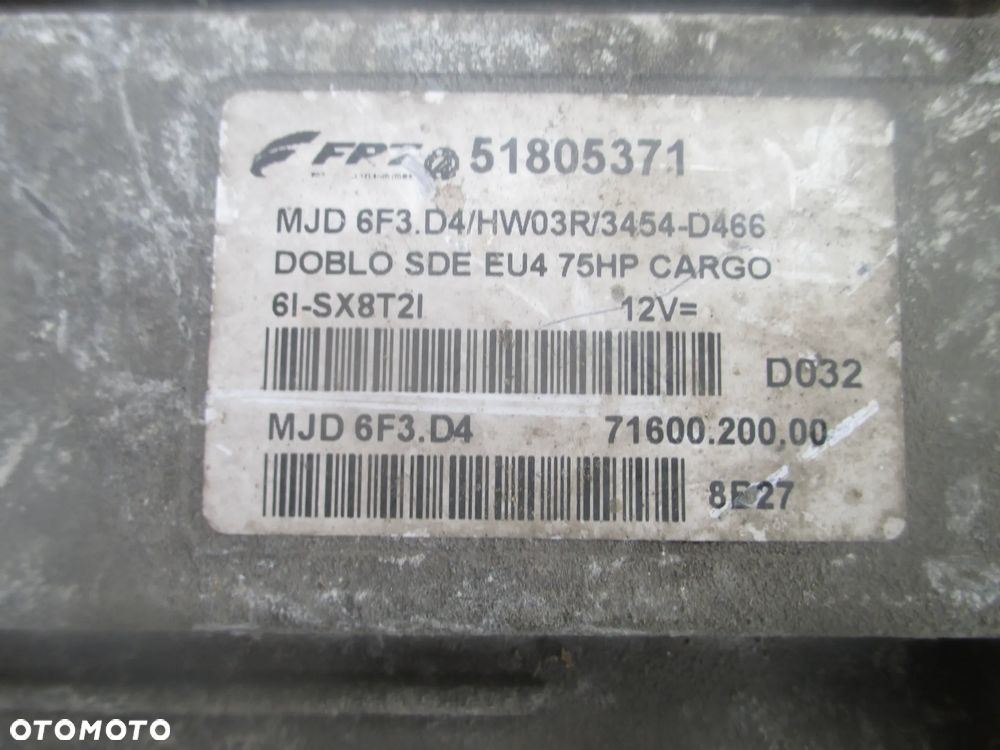 FPT 51805371
MJD 6F3.D4/HW03R/3454-D466
DOBLO SDE EU4 75HP CARGO
6I-SX8T2I 12V=
D032
MJD 6F3.D4 71600.200.00
8E27
OTOMOTO